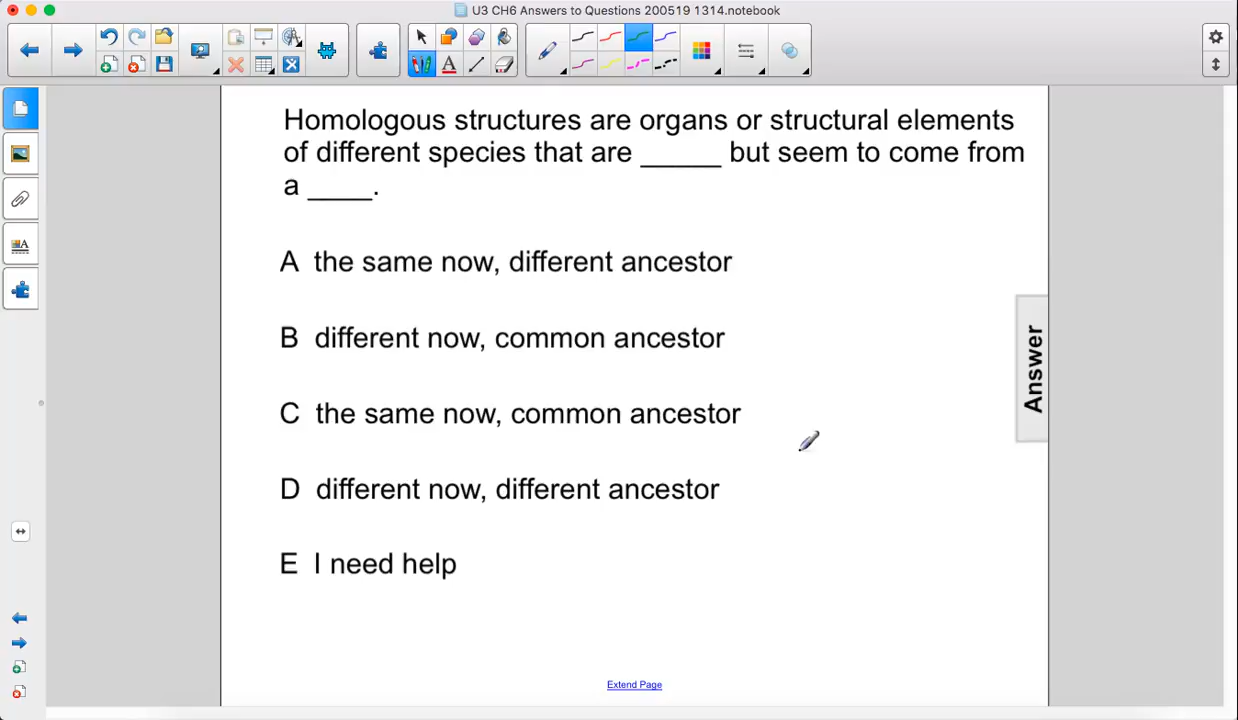 U3 CH6 Answers to Questions 200519 1314.notebook
Homologous structures are organs or structural elements
of different species that are _____ but seem to come from
a ____.
A the same now, different ancestor
B different now, common ancestor
Answer
C the same now, common ancestor
D different now, different ancestor
E I need help
Extend Page